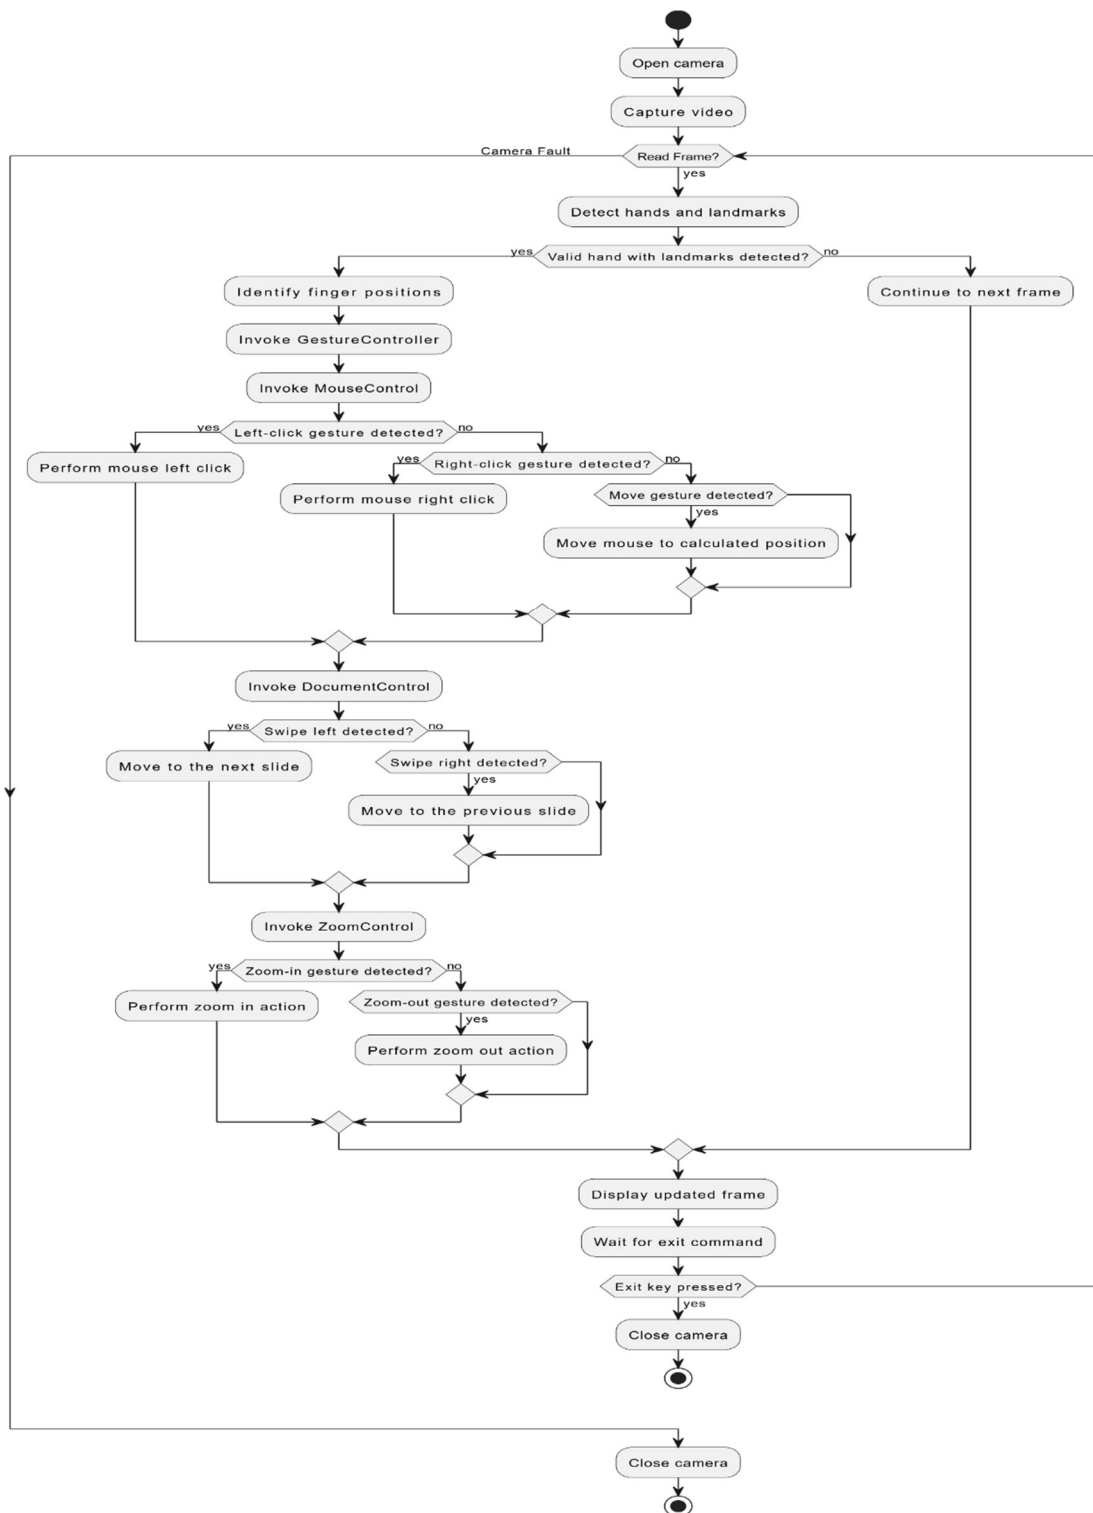 Open camera
Capture video
Camera Fault
Read Frame?
yes
Detect hands and landmarks
yes
Valid hand with landmarks detected?
no
Identify finger positions
Continue to next frame
Invoke GestureController
Invoke MouseControl
yes
Left-click gesture detected?
no
Perform mouse left click
yes
Right-click gesture detected?
no
Perform mouse right click
Move gesture detected?
yes
Move mouse to calculated position
Invoke DocumentControl
yes
Swipe left detected?
no
Move to the next slide
Swipe right detected?
yes
Move to the previous slide
Invoke ZoomControl
yes
Zoom-in gesture detected?
no
Perform zoom in action
Zoom-out gesture detected?
yes
Perform zoom out action
Display updated frame
Wait for exit command
Exit key pressed?
yes
Close camera
Close camera